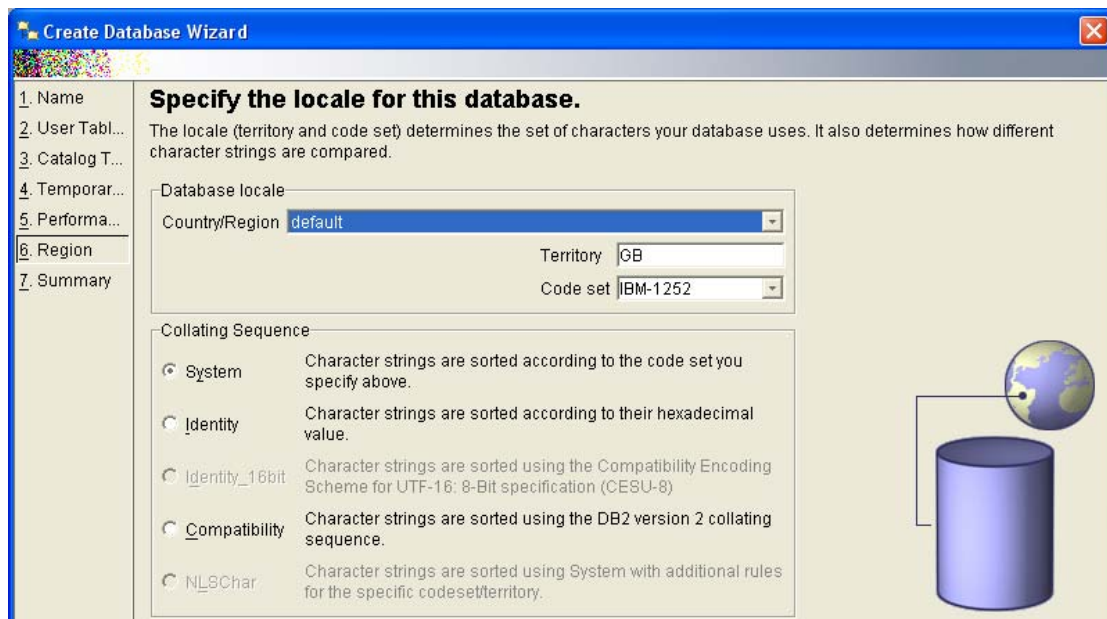 Create Database Wizard
1. Name
2. User Tabl...
3. Catalog T...
4. Temporar...
5. Performa...
6. Region
7. Summary
Specify the locale for this database.
The locale (territory and code set) determines the set of characters your database uses. It also determines how different
character strings are compared.
Database locale
Country/Region default
Territory GB
Code set IBM-1252
Collating Sequence
System Character strings are sorted according to the code set you
specify above.
Identity Character strings are sorted according to their hexadecimal
value.
Identity_16bit Character strings are sorted using the Compatibility Encoding
Scheme for UTF-16: 8-Bit specification (CESU-8)
Compatibility Character strings are sorted using the DB2 version 2 collating
sequence.
NLSChar Character strings are sorted using System with additional rules
for the specific codeset/territory.